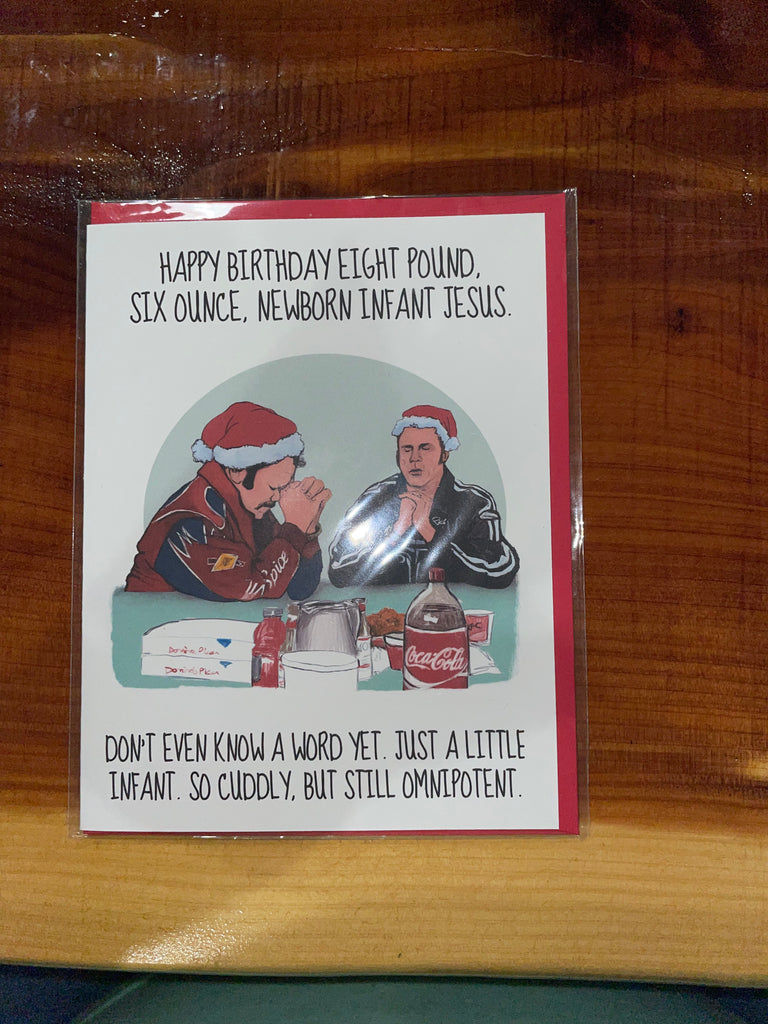 HAPPY BIRTHDAY EIGHT POUND,
SIX OUNCE, NEWBORN INFANT JESUS.
Spice
Coca-Cola
DON'T EVEN KNOW A WORD YET. JUST A LITTLE
INFANT. SO CUDDLY, BUT STILL OMNIPOTENT.